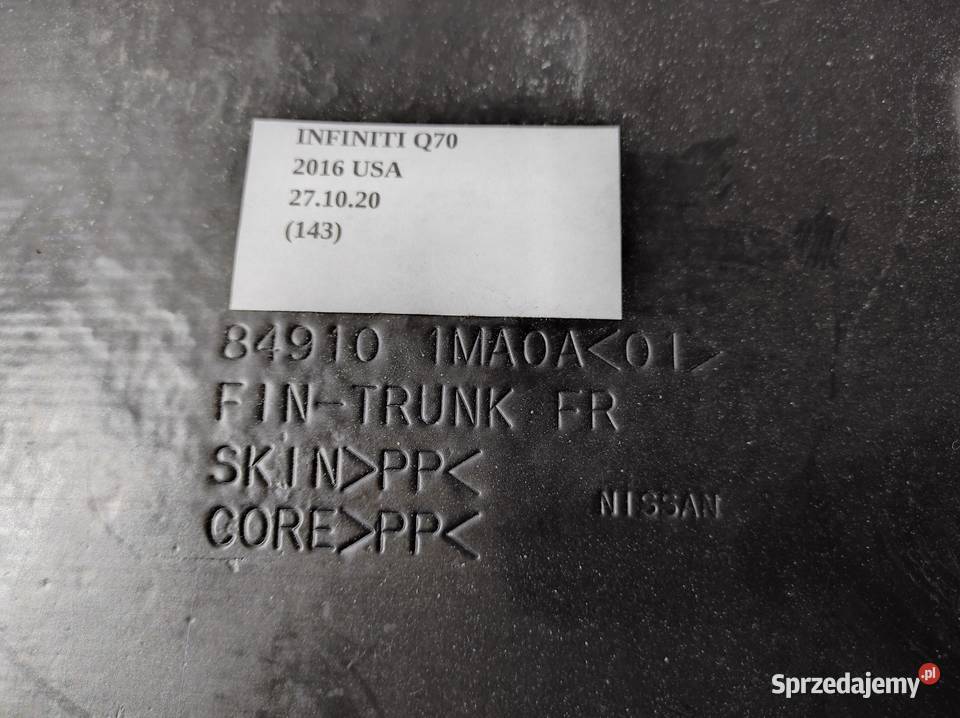 INFINITI Q70
2016 USA
27.10.20
(143)
84910 1MA0A<01>
FIN-TRUNK FR
SKIN>PP<
CORE>PP<
NISSAN
Sprzedajemy.pl